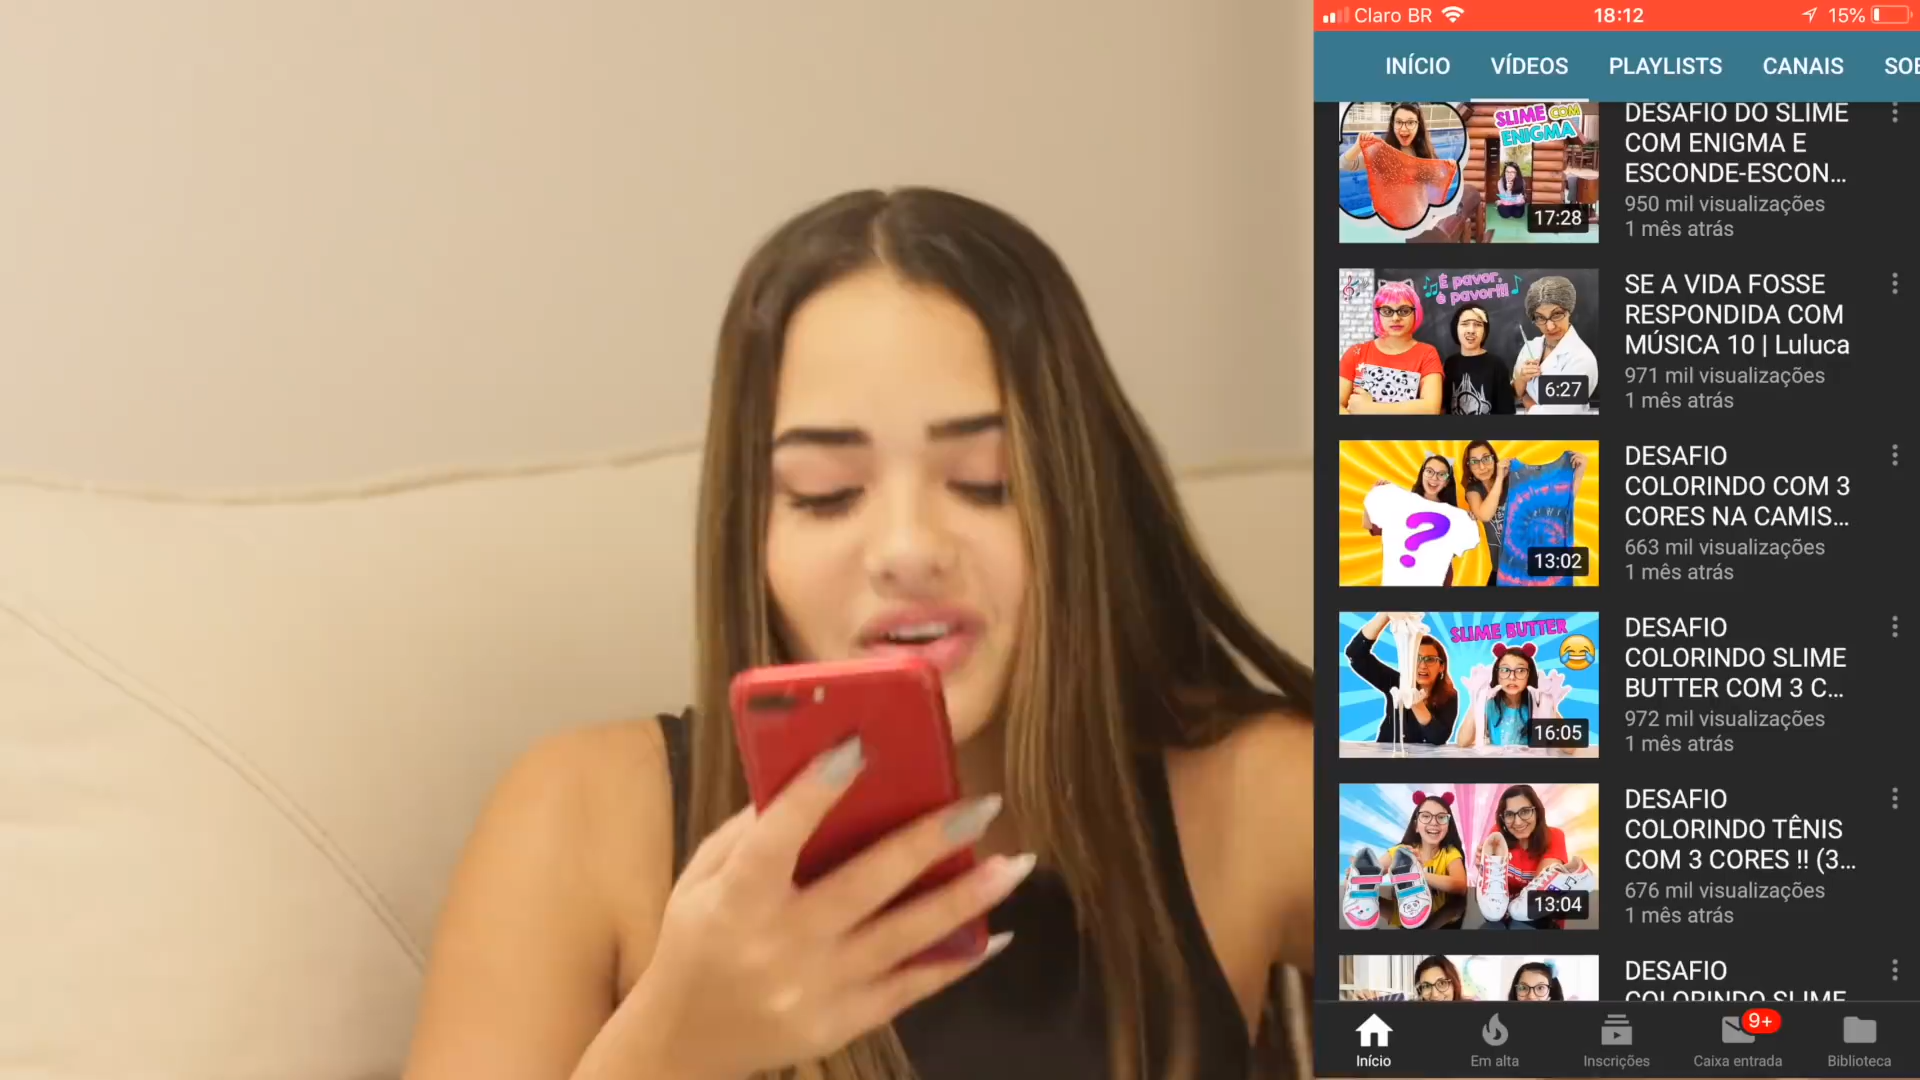 Claro BR
18:12
15%
INÍCIO
VÍDEOS
PLAYLISTS
CANAIS
SOB
SLIME COM
ENIGMA
17:28
DESAFIO DO SLIME
COM ENIGMA E
ESCONDE-ESCON...
950 mil visualizações
1 mês atrás
É pavor,
é pavor!!!
6:27
SE A VIDA FOSSE
RESPONDIDA COM
MÚSICA 10 | Luluca
971 mil visualizações
1 mês atrás
?
13:02
DESAFIO
COLORINDO COM 3
CORES NA CAMIS...
663 mil visualizações
1 mês atrás
SLIME BUTTER
16:05
DESAFIO
COLORINDO SLIME
BUTTER COM 3 C...
972 mil visualizações
1 mês atrás
13:04
DESAFIO
COLORINDO TÊNIS
COM 3 CORES !! (3...
676 mil visualizações
1 mês atrás
DESAFIO
COLORINDO SLIME
Início
Em alta
Inscrições
9+
Caixa entrada
Biblioteca